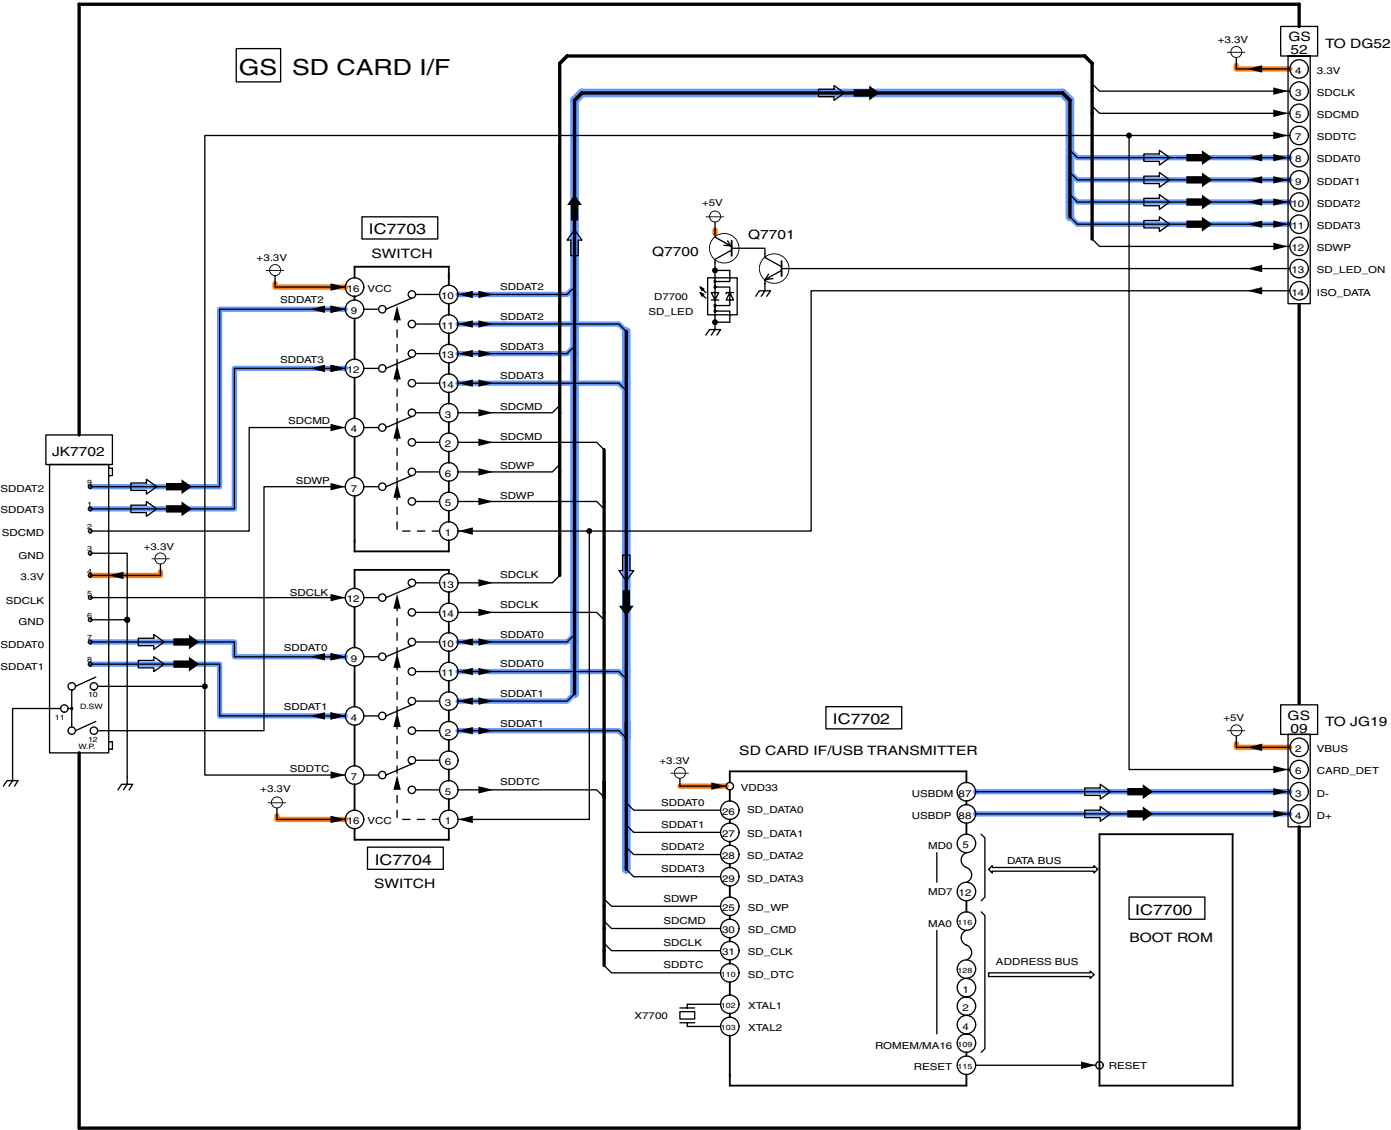 GS SD CARD I/F
GS
52
TO DG52
+3.3V
4 3.3V
3 SDCLK
5 SDCMD
7 SDDTC
8 SDDAT0
9 SDDAT1
10 SDDAT2
11 SDDAT3
12 SDWP
13 SD_LED_ON
14 ISO_DATA
+5V
Q7700
Q7701
D7700
SD_LED
IC7703
SWITCH
+3.3V
16 VCC
SDDAT2 9
10 SDDAT2
11 SDDAT2
SDDAT3 12
13 SDDAT3
14 SDDAT3
SDCMD 4
3 SDCMD
2 SDCMD
SDWP 7
6 SDWP
5 SDWP
1
JK7702
SDDAT2 9
SDDAT3 1
SDCMD 2
GND 3
3.3V 4
+3.3V
SDCLK 5
GND 6
SDDAT0 7
SDDAT1 8
10
D.SW
11
12
W.P.
SDCLK 12
13 SDCLK
14 SDCLK
SDDAT0 9
10 SDDAT0
11 SDDAT0
SDDAT1 4
3 SDDAT1
2 SDDAT1
SDDTC 7
6
5 SDDTC
+3.3V
16 VCC
1
IC7704
SWITCH
IC7702
SD CARD IF/USB TRANSMITTER
+3.3V
VDD33
SDDAT0 26 SD_DATA0
SDDAT1 27 SD_DATA1
SDDAT2 28 SD_DATA2
SDDAT3 29 SD_DATA3
SDWP 25 SD_WP
SDCMD 30 SD_CMD
SDCLK 31 SD_CLK
SDDTC 110 SD_DTC
X7700
102 XTAL1
103 XTAL2
USBDM 87
USBDP 88
MD0 5
MD7 12
DATA BUS
MA0 116
128
1
2
4
ROMEM/MA16 109
ADDRESS BUS
RESET 115
IC7700
BOOT ROM
RESET
GS
09
TO JG19
+5V
2 VBUS
6 CARD_DET
3 D-
4 D+